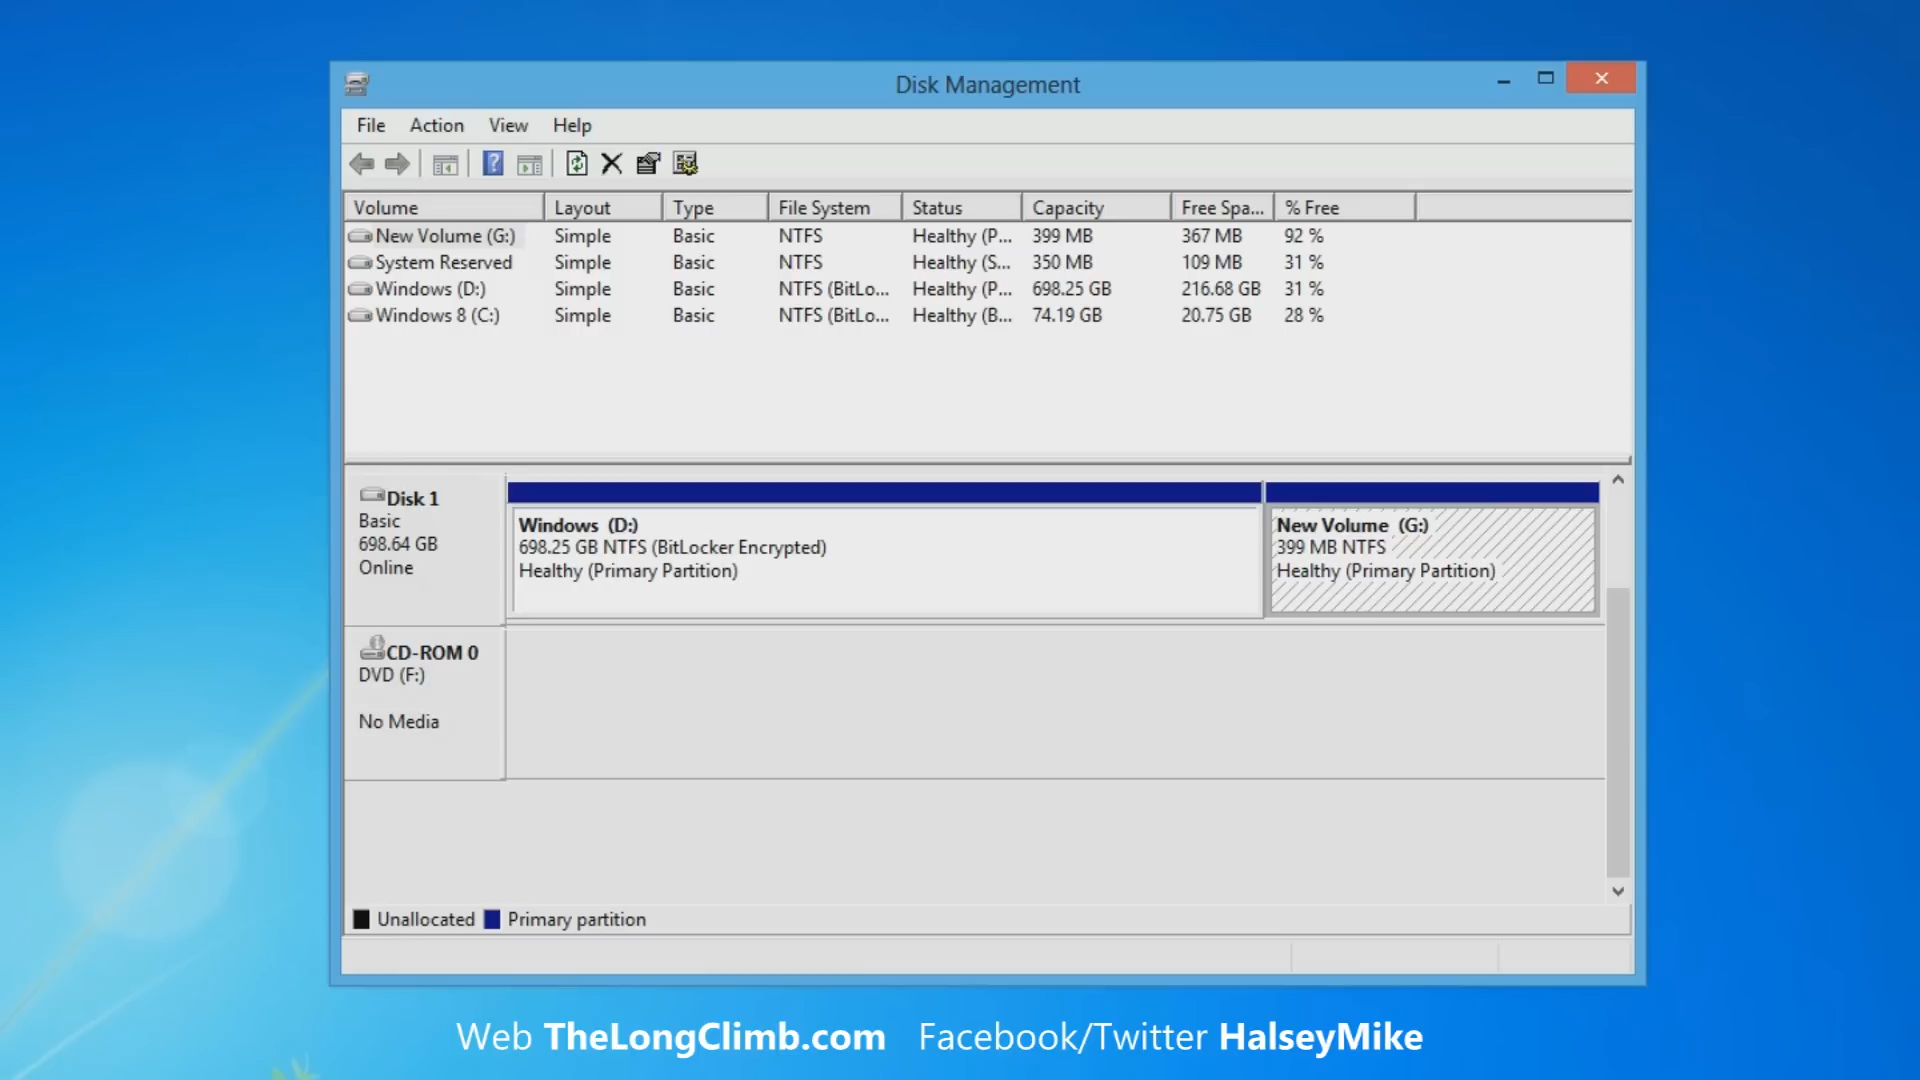 Disk Management
File Action View Help
Volume Layout Type File System Status Capacity Free Spa... % Free
New Volume (G:) Simple Basic NTFS Healthy (P... 399 MB 367 MB 92 %
System Reserved Simple Basic NTFS Healthy (S... 350 MB 109 MB 31 %
Windows (D:) Simple Basic NTFS (BitLo... Healthy (P... 698.25 GB 216.68 GB 31 %
Windows 8 (C:) Simple Basic NTFS (BitLo... Healthy (B... 74.19 GB 20.75 GB 28 %
Disk 1
Basic
698.64 GB
Online
Windows (D:)
698.25 GB NTFS (BitLocker Encrypted)
Healthy (Primary Partition)
New Volume (G:)
399 MB NTFS
Healthy (Primary Partition)
CD-ROM 0
DVD (F:)
No Media
Unallocated Primary partition
Web TheLongClimb.com Facebook/Twitter HalseyMike